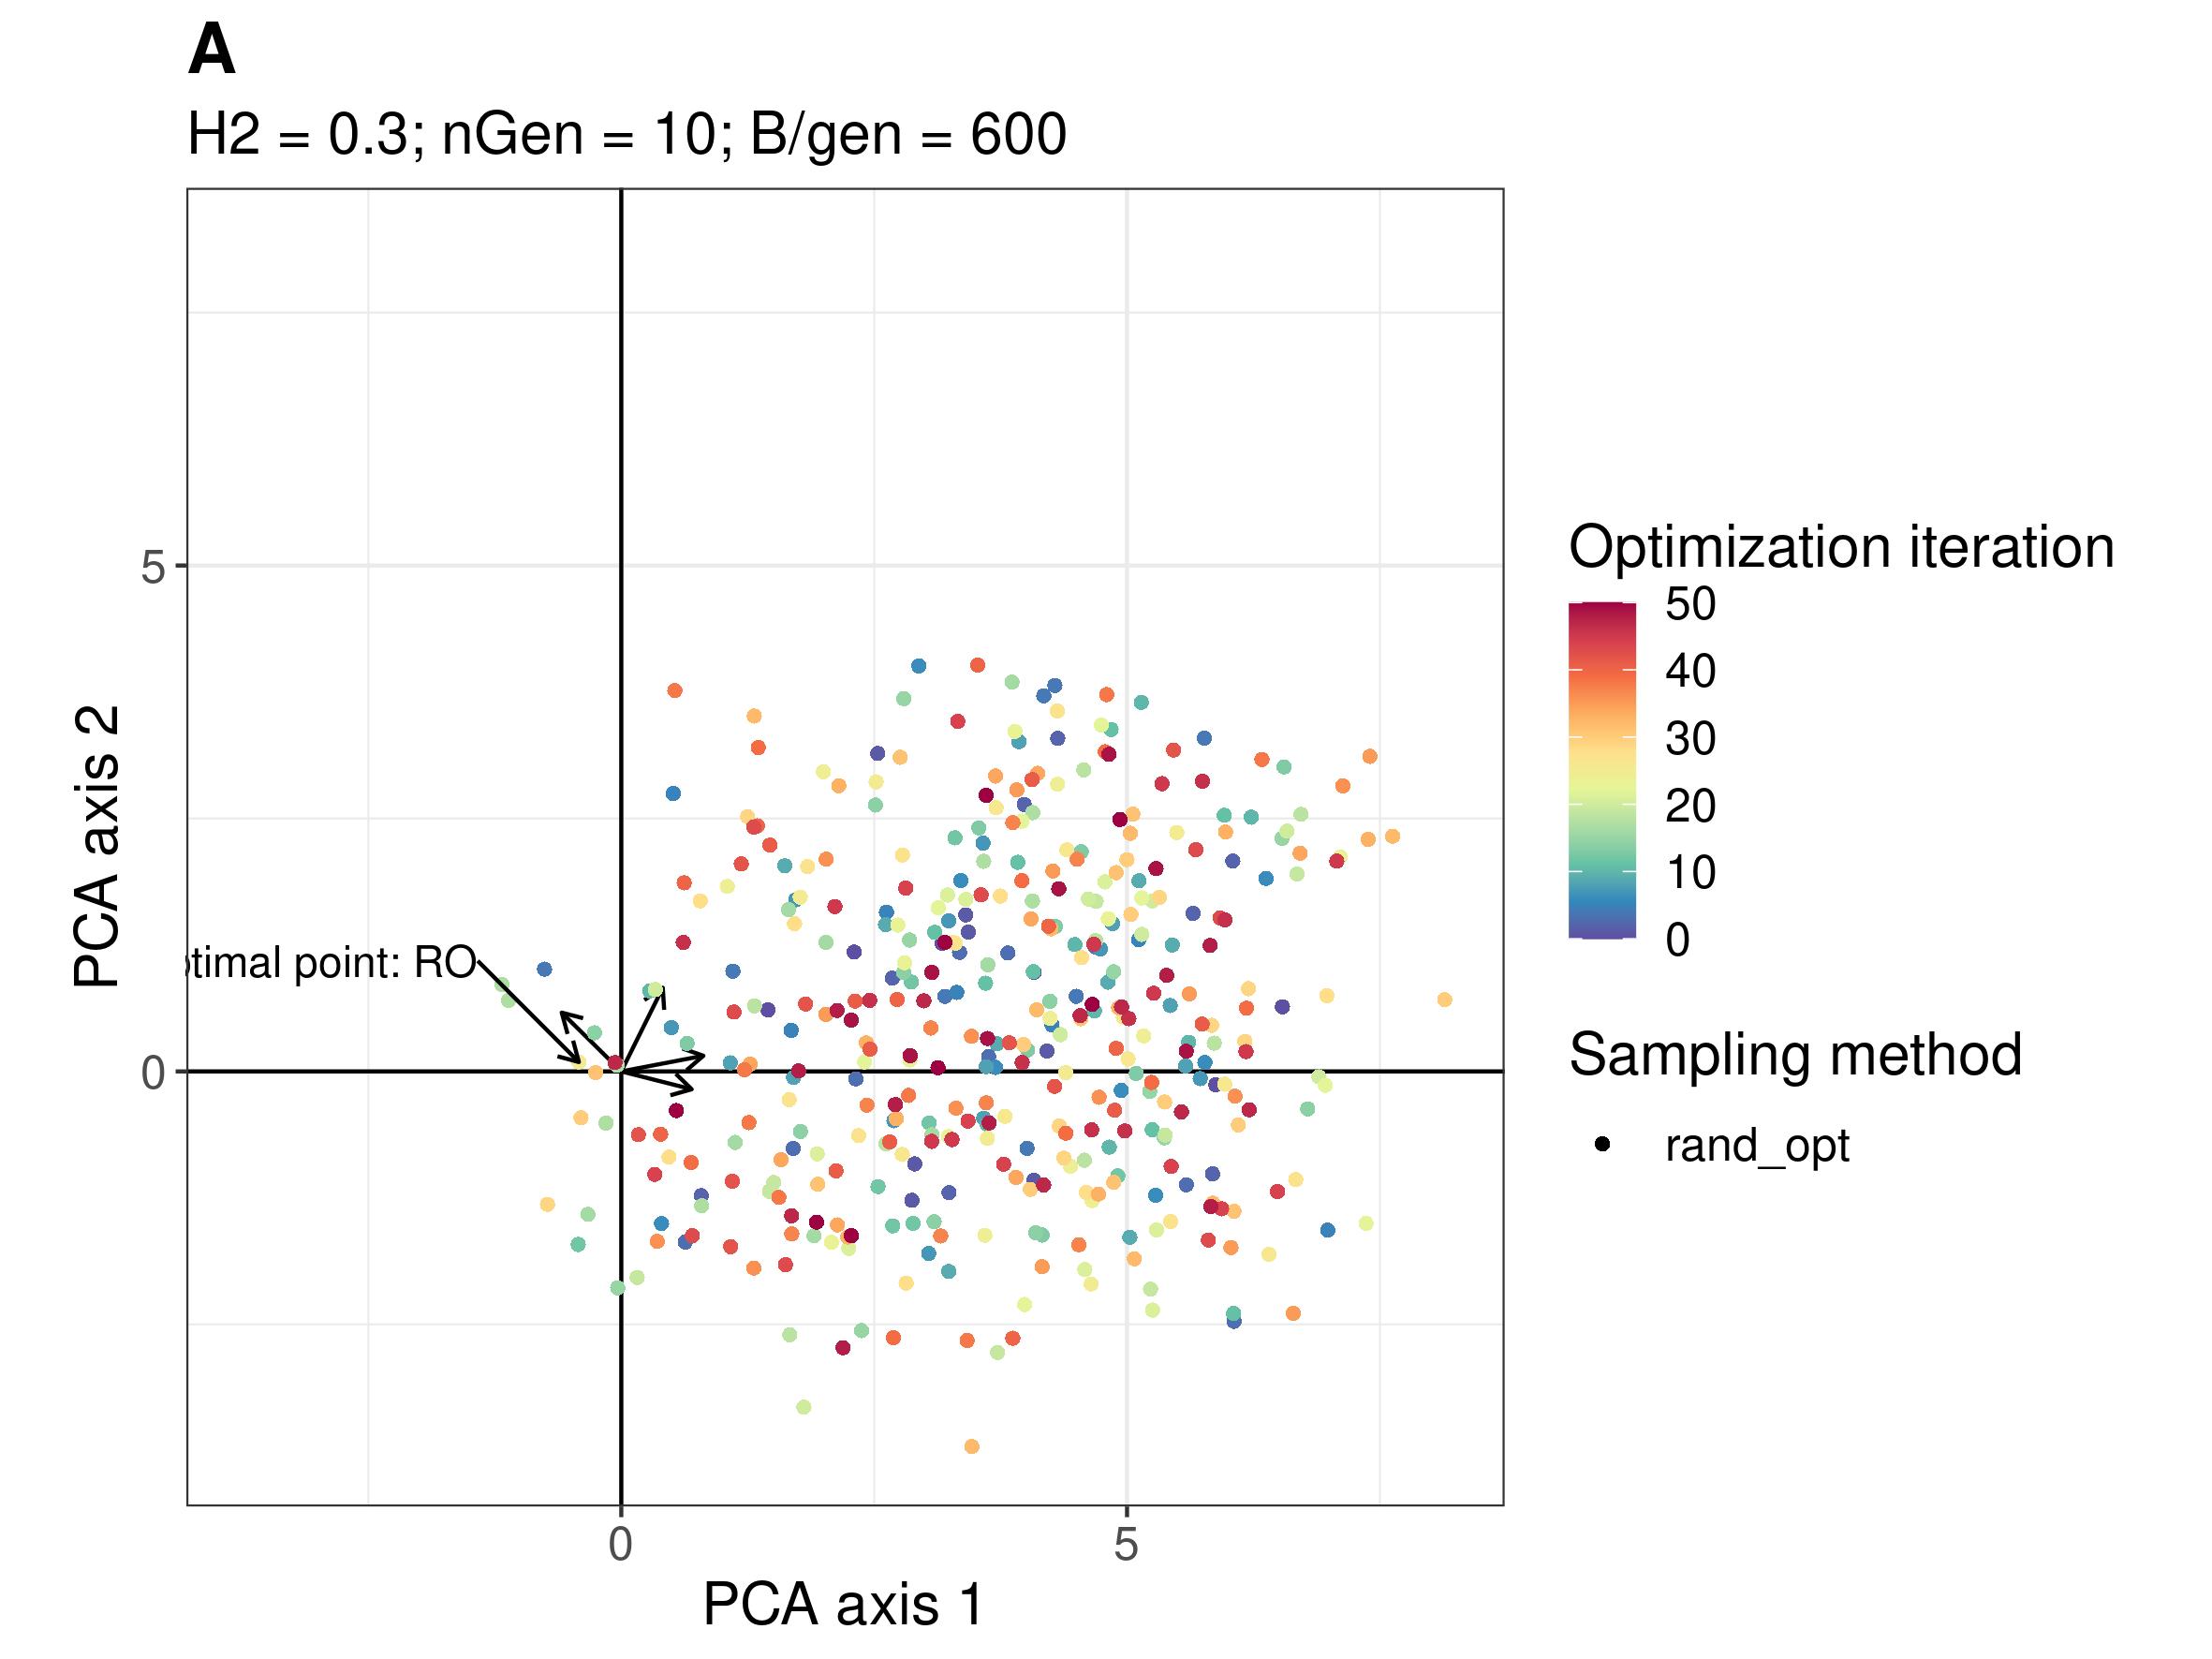 A
H2 = 0.3; nGen = 10; B/gen = 600
5
0
0
5
PCA axis 1
PCA axis 2
point: RO
Optimization iteration
50
40
30
20
10
0
Sampling method
rand_opt